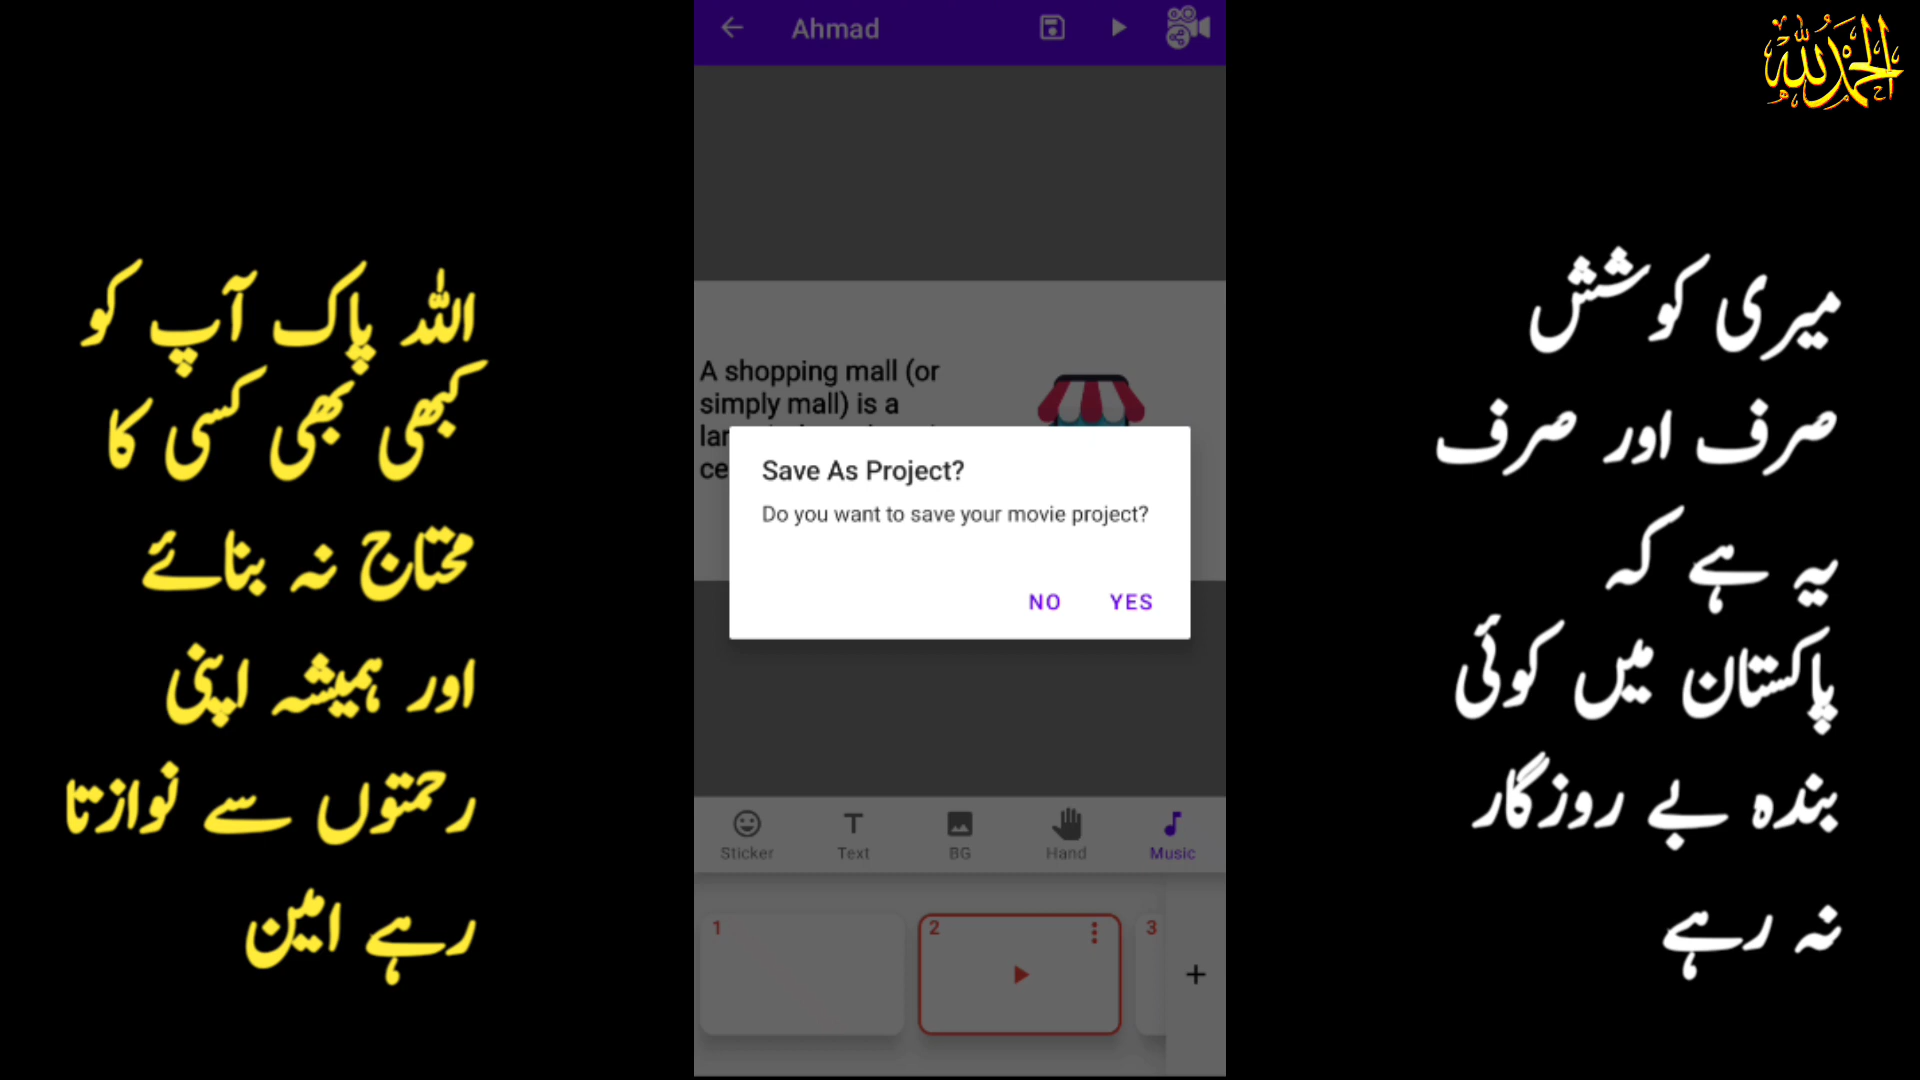 الحمدللہ
Ahmad
A shopping mall (or
simply mall) is a
Save As Project?
Do you want to save your movie project?
NO YES
Sticker Text BG Hand Music
1 2 3
+
اللہ پاک آپ کو
کبھی بھی کسی کا
محتاج نہ بنائے
اور ہمیشہ اپنی
رحمتوں سے نوازتا
رہے امین
میری کوشش
صرف اور صرف
یہ ہے کہ
پاکستان میں کوئی
بندہ بے روزگار
نہ رہے